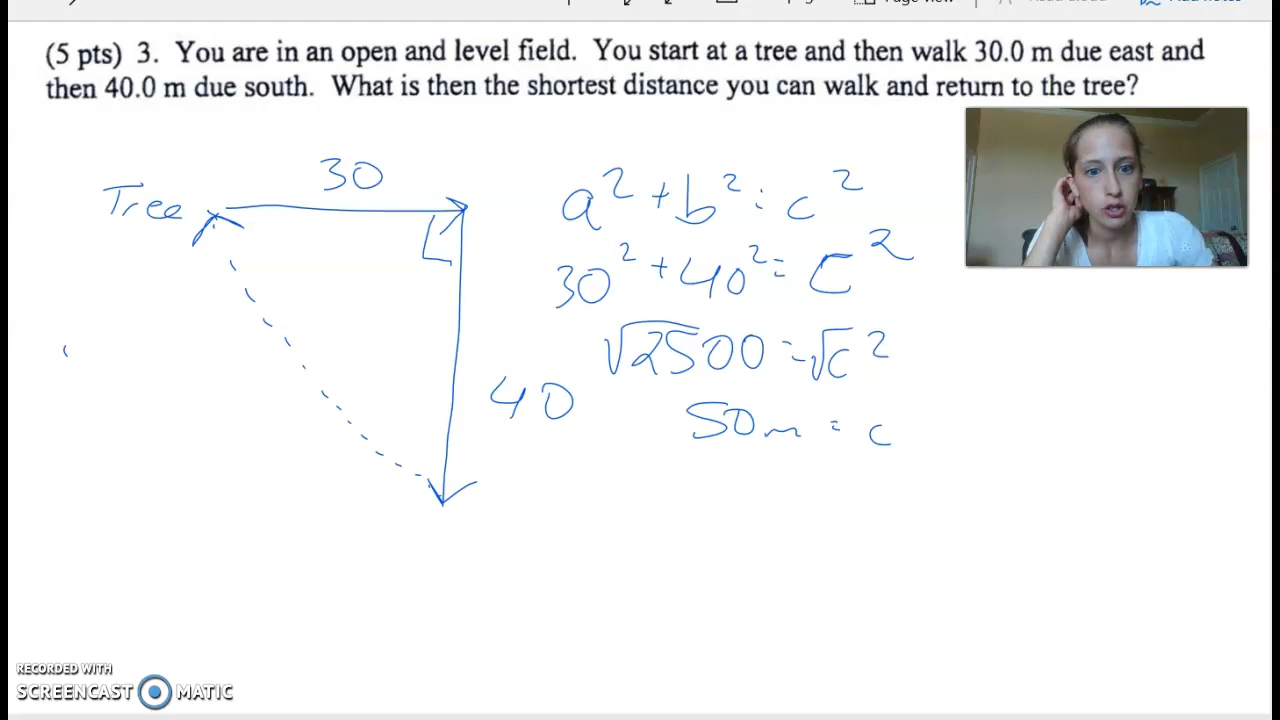 (5 pts) 3. You are in an open and level field. You start at a tree and then walk 30.0 m due east and
then 40.0 m due south. What is then the shortest distance you can walk and return to the tree?
30
Tree
40
a² + b² = c²
30² + 40² = C²
√2500 = √c²
50m = c
RECORDED WITH
SCREENCAST MATIC